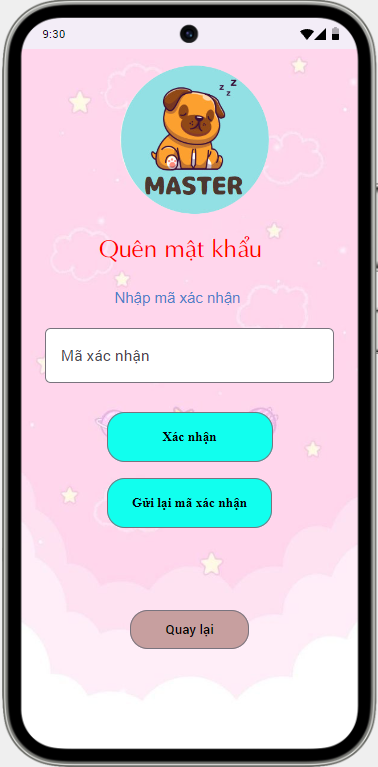 9:30
z z z
MASTER
Quên mật khẩu
Nhập mã xác nhận
Mã xác nhận
Xác nhận
Gửi lại mã xác nhận
Quay lại